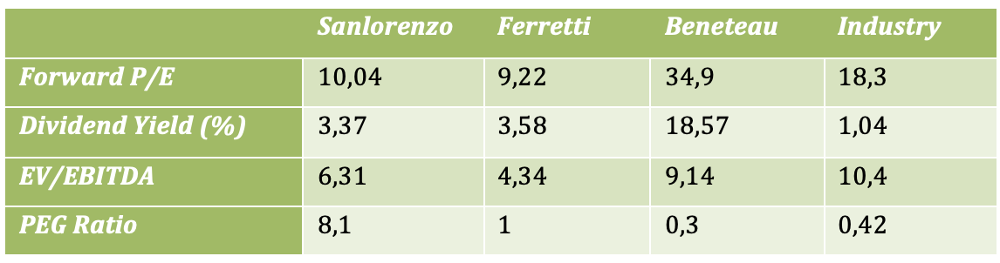 Sanlorenzo Ferretti Beneteau Industry
Forward P/E 10,04 9,22 34,9 18,3
Dividend Yield (%) 3,37 3,58 18,57 1,04
EV/EBITDA 6,31 4,34 9,14 10,4
PEG Ratio 8,1 1 0,3 0,42